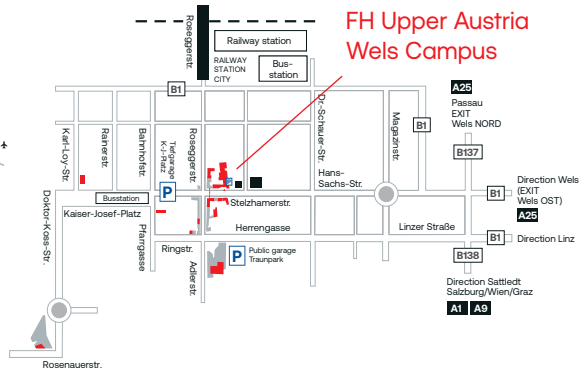 FH Upper Austria
Wels Campus
Roseggerstr.
Railway station
RAILWAY
STATION
CITY
Bus-
station
B1
A25
Passau
EXIT
Wels NORD
B1
B137
Karl-Loy-Str.
Rainerstr.
Bahnhofstr.
Tiefgarage
K-J-Platz
Roseggerstr.
Dr.-Schauer-Str.
Magazinstr.
Hans-
Sachs-Str.
P
Busstation
Stelzhamerstr.
B1
Direction Wels
(EXIT
Wels OST)
A25
Doktor-Koss-Str.
Kaiser-Josef-Platz
Pfarrgasse
Herrengasse
Linzer Straße
B1
Direction Linz
Ringstr.
Adlerstr.
P
Public garage
Traunpark
B138
Direction Sattledt
Salzburg/Wien/Graz
A1
A9
Rosenauerstr.